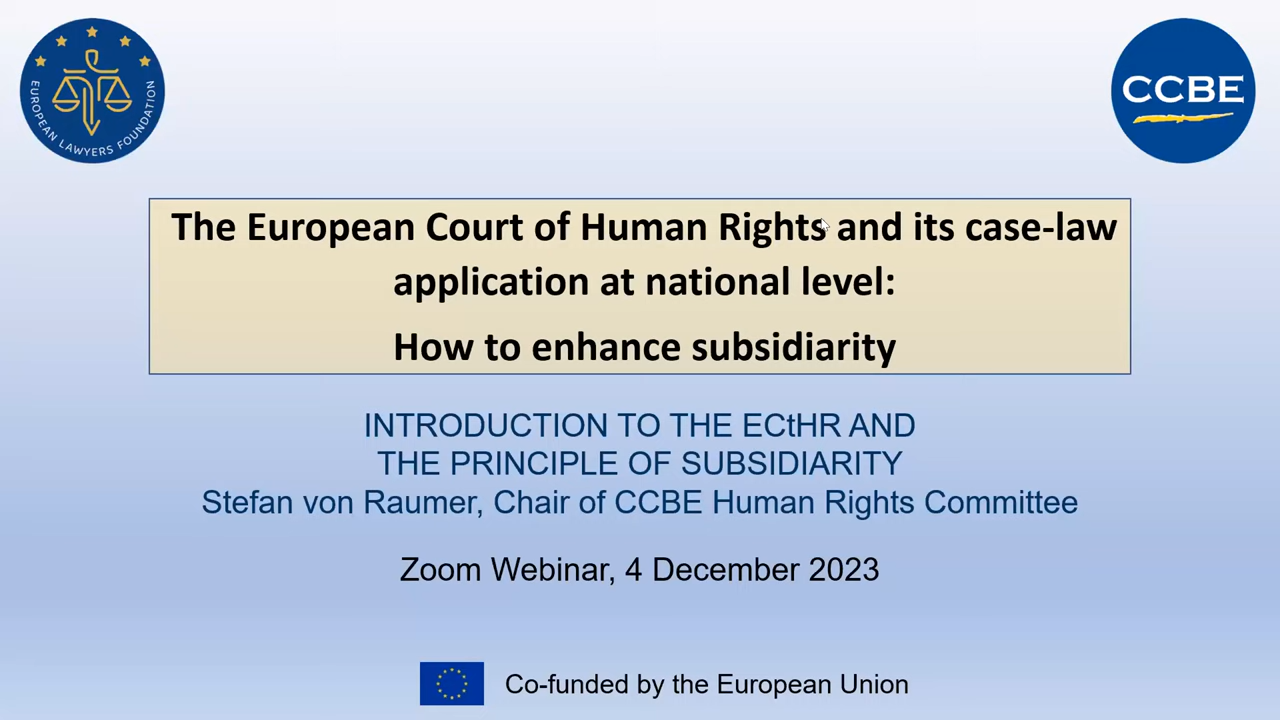 EUROPEAN LAWYERS FOUNDATION
CCBE
The European Court of Human Rights and its case-law
application at national level:
How to enhance subsidiarity
INTRODUCTION TO THE ECtHR AND
THE PRINCIPLE OF SUBSIDIARITY
Stefan von Raumer, Chair of CCBE Human Rights Committee
Zoom Webinar, 4 December 2023
Co-funded by the European Union